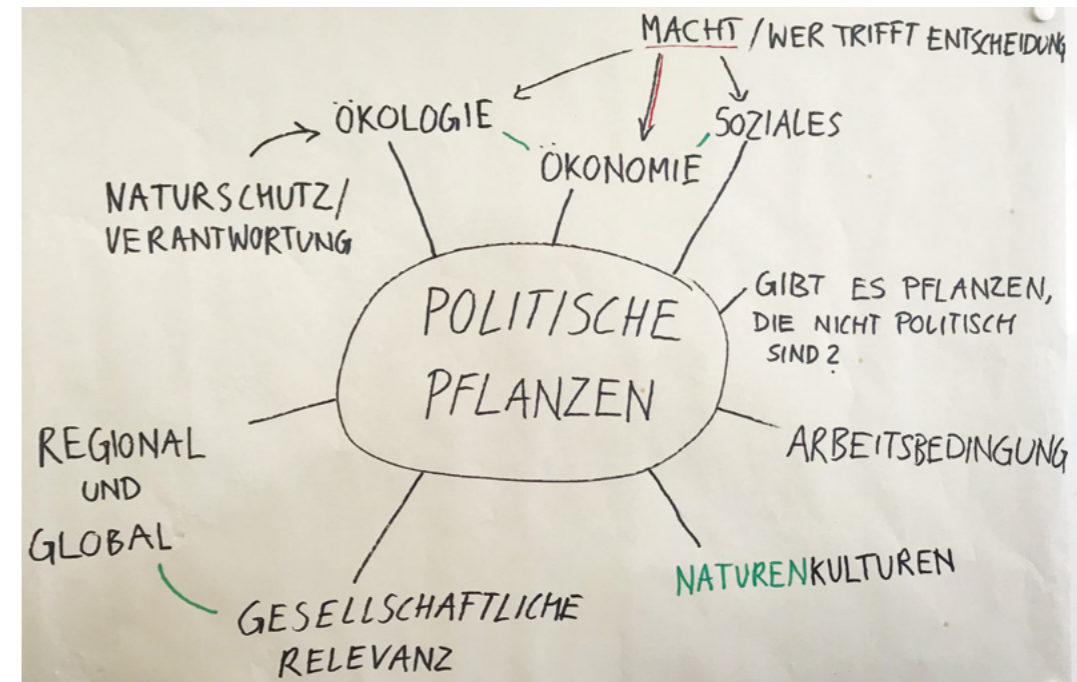 MACHT / WER TRIFFT ENTSCHEIDUNG
ÖKOLOGIE
SOZIALES
ÖKONOMIE
NATURSCHUTZ/
VERANTWORTUNG
POLITISCHE
PFLANZEN
GIBT ES PFLANZEN,
DIE NICHT POLITISCH
SIND?
ARBEITSBEDINGUNG
REGIONAL
UND
GLOBAL
NATURENKULTUREN
GESELLSCHAFTLICHE
RELEVANZ